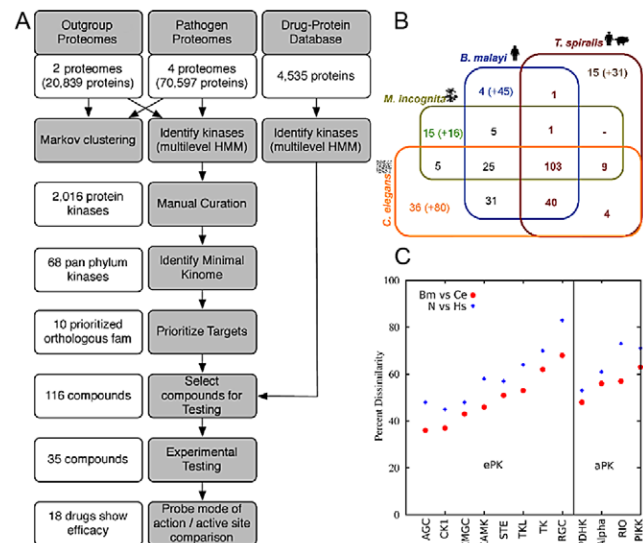 A
Outgroup
Proteomes
Pathogen
Proteomes
Drug-Protein
Database
2 proteomes
(20,839 proteins)
4 proteomes
(70,597 proteins)
4,535 proteins
Markov clustering
Identify kinases
(multilevel HMM)
Identify kinases
(multilevel HMM)
2,016 protein
kinases
Manual Curation
68 pan phylum
kinases
Identify Minimal
Kinome
10 prioritized
orthologous fam
Prioritize Targets
116 compounds
Select
compounds for
Testing
35 compounds
Experimental
Testing
18 drugs show
efficacy
Probe mode of
action / active site
comparison
B
T. spiralis
B. malayi
15 (+31)
4 (+45)
1
M. incognita
15 (+16)
5
1
-
5
25
103
9
C. elegans
36 (+80)
31
40
4
C
Percent Dissimilarity
100
80
60
40
20
0
Bm vs Ce
N vs Hs
ePK
aPK
AGC
CK1
CMGC
CAMK
STE
TKL
TK
RGC
PDHK
Alpha
RIO
PIKK